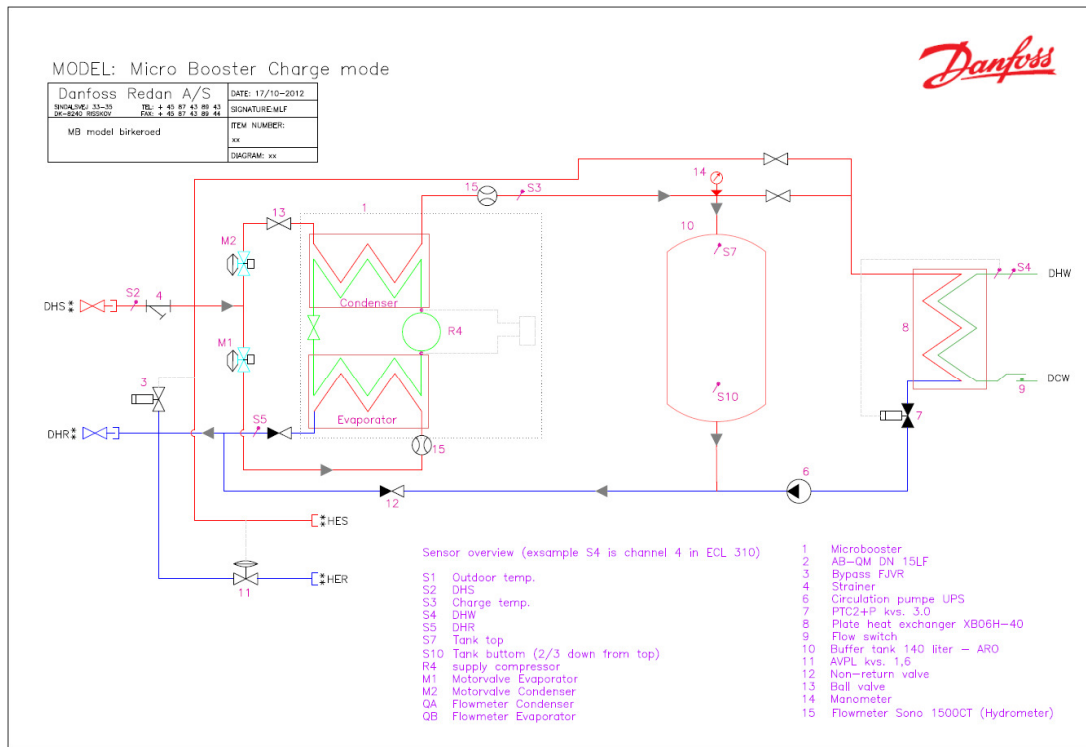 MODEL: Micro Booster Charge mode
Danfoss
Danfoss Redan A/S
SINDALSVEJ 33-35
DK-8240 RISSKOV
TEL: + 45 87 43 89 43
FAX: + 45 87 43 89 44
DATE: 17/10-2012
SIGNATURE:MLF
MB model birkeroed
ITEM NUMBER:
xx
DIAGRAM: xx
14
15
S3
13
1
10
M2
S7
S2
4
S4
DHW
DHS **
Condenser
R4
8
M1
3
S10
DCW
9
Evaporator
S5
7
DHR **
15
6
12
** HES
** HER
11
Sensor overview (exsample S4 is channel 4 in ECL 310)
S1 Outdoor temp.
S2 DHS
S3 Charge temp.
S4 DHW
S5 DHR
S7 Tank top
S10 Tank buttom (2/3 down from top)
R4 supply compressor
M1 Motorvalve Evaporator
M2 Motorvalve Condenser
QA Flowmeter Condenser
QB Flowmeter Evaporator
1 Microbooster
2 AB-QM DN 15LF
3 Bypass FJVR
4 Strainer
6 Circulation pumpe UPS
7 PTC2+P kvs. 3.0
8 Plate heat exchanger XB06H-40
9 Flow switch
10 Buffer tank 140 liter - ARO
11 AVPL kvs. 1,6
12 Non-return valve
13 Ball valve
14 Manometer
15 Flowmeter Sono 1500CT (Hydrometer)